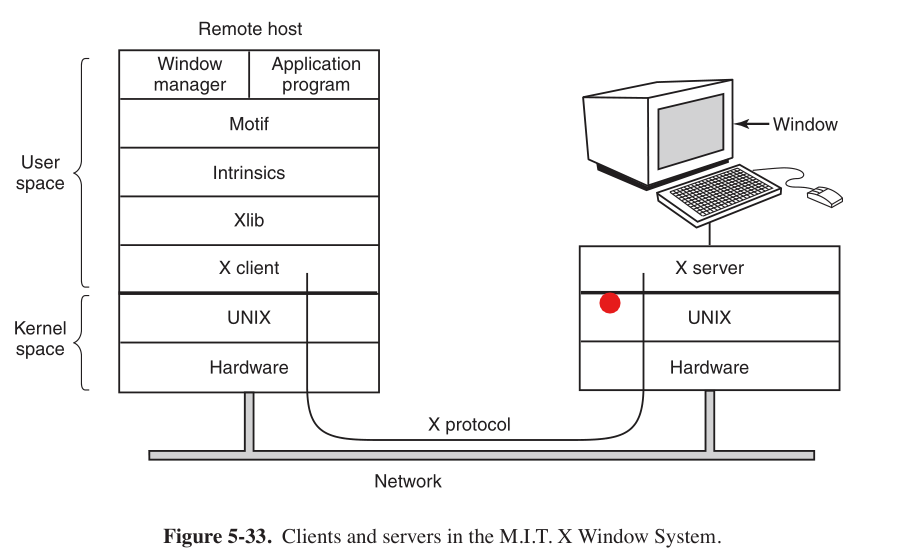 Remote host
Window
manager
Application
program
Motif
Intrinsics
Xlib
X client
UNIX
Hardware
User
space
Kernel
space
Window
X server
UNIX
Hardware
X protocol
Network
Figure 5-33. Clients and servers in the M.I.T. X Window System.